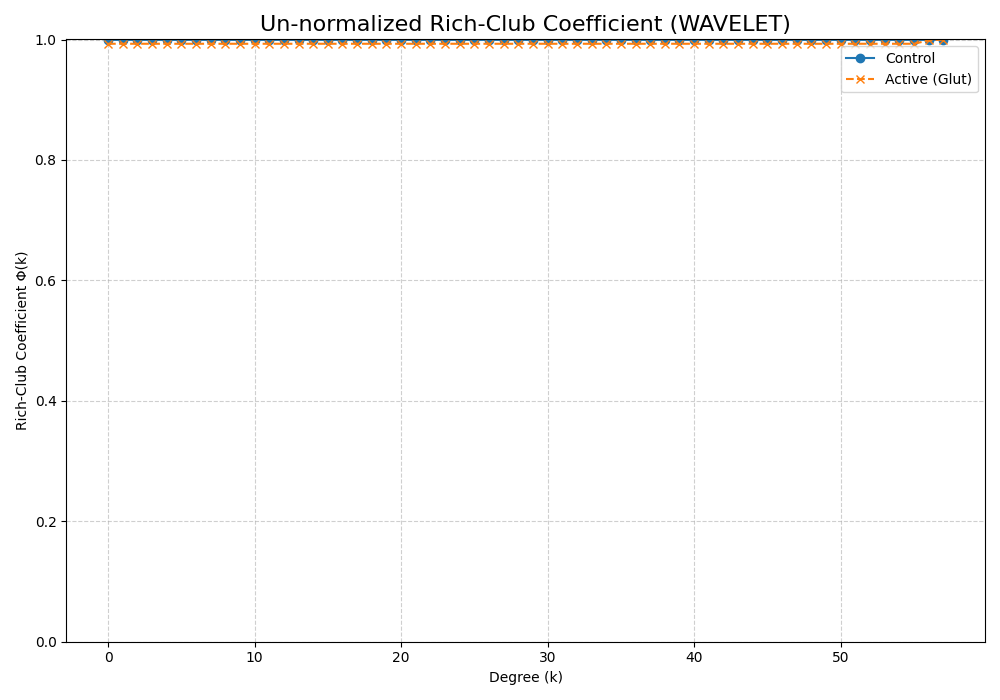 Un-normalized Rich-Club Coefficient (WAVELET)
Control
Active (Glut)
Rich-Club Coefficient Φ(k)
1.0
0.8
0.6
0.4
0.2
0.0
0 10 20 30 40 50
Degree (k)